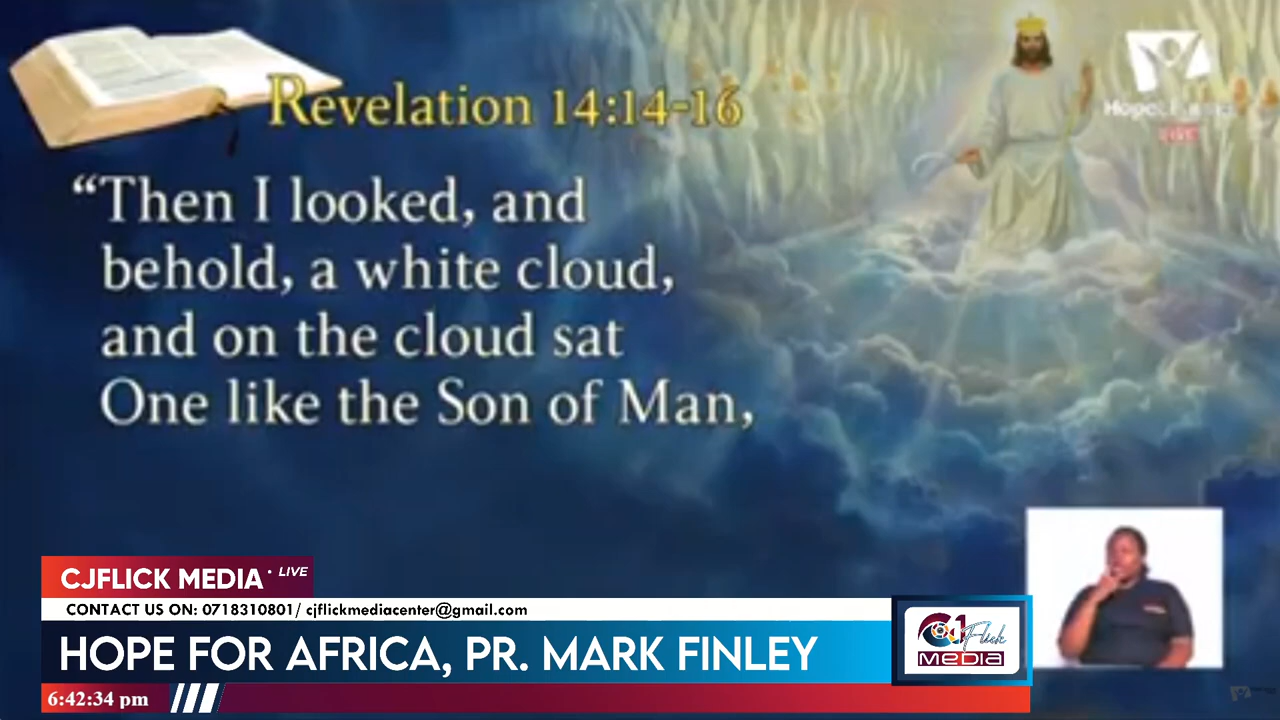 Revelation 14:14-16
“Then I looked, and
behold, a white cloud,
and on the cloud sat
One like the Son of Man,
LIVE
CJFLICK MEDIA • LIVE
CONTACT US ON: 0718310801/ cjflickmediacenter@gmail.com
HOPE FOR AFRICA, PR. MARK FINLEY
Flick
MEDIA
6:42:34 pm